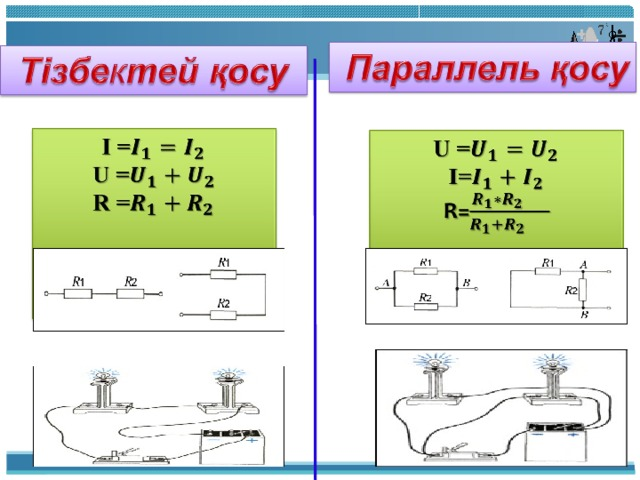 7
Тізбектей қосу
I =𝑰₁ = 𝑰₂
U =𝑼₁ + 𝑼₂
R =𝑹₁ + 𝑹₂
R1
R1 R2
R2
Параллель қосу
U =𝑼₁ = 𝑼₂
I=𝑰₁ + 𝑰₂
R=𝑹₁∗𝑹₂/𝑹₁+𝑹₂
R1 R1 A
A B R2
R2
B